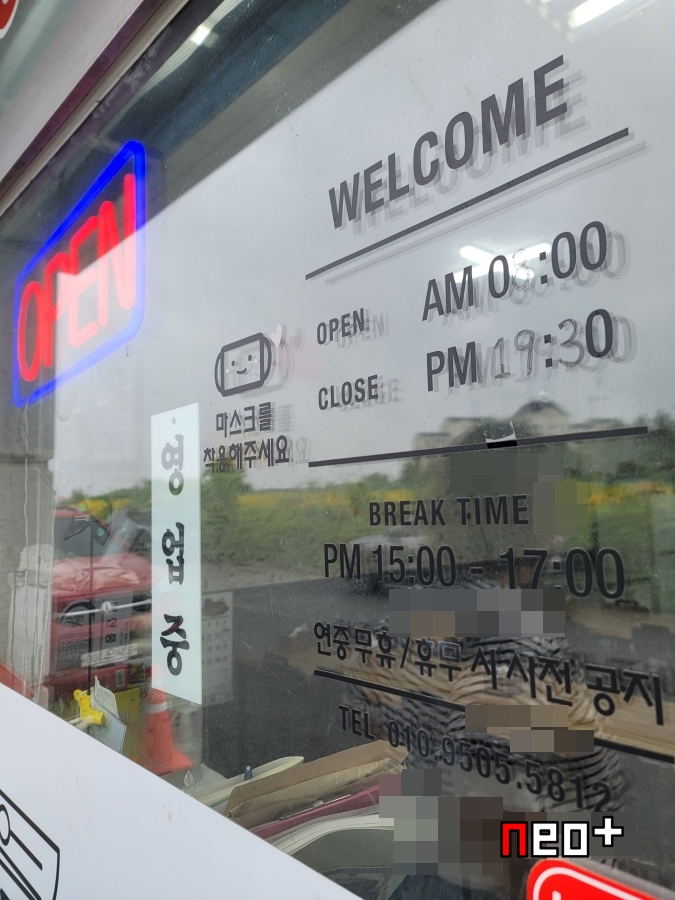 WELCOME
OPEN
OPEN AM 0 :00
CLOSE PM 19:30
마스크를
착용해주세요
영업중
BREAK TIME
PM 15:00 - 17:00
연중무휴/휴무 시 사전 공지
TEL 010.9505.5812
neo+